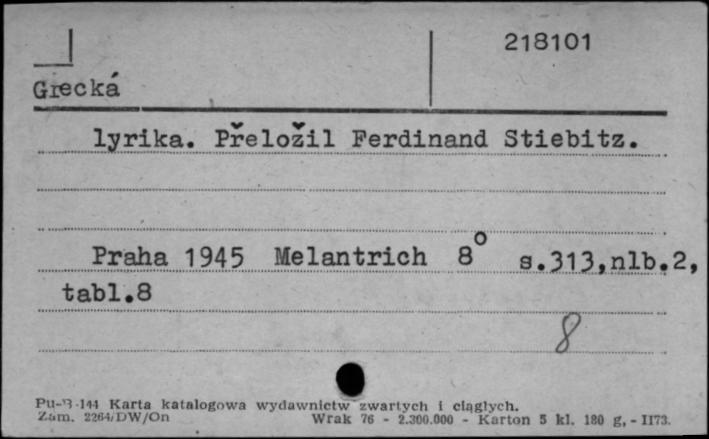 218101
Grecká
lyrika. Přeložil Ferdinand Stiebitz.
Praha 1945 Melantrich 8° s.313,nlb.2,
tabl.8
8
Pu-B-144 Karta katalogowa wydawnictw zwartych i ciągłych.
Zam. 2264/DW/On Wrak 76 - 2.300.000 - Karton 5 kl. 180 g, - II73.